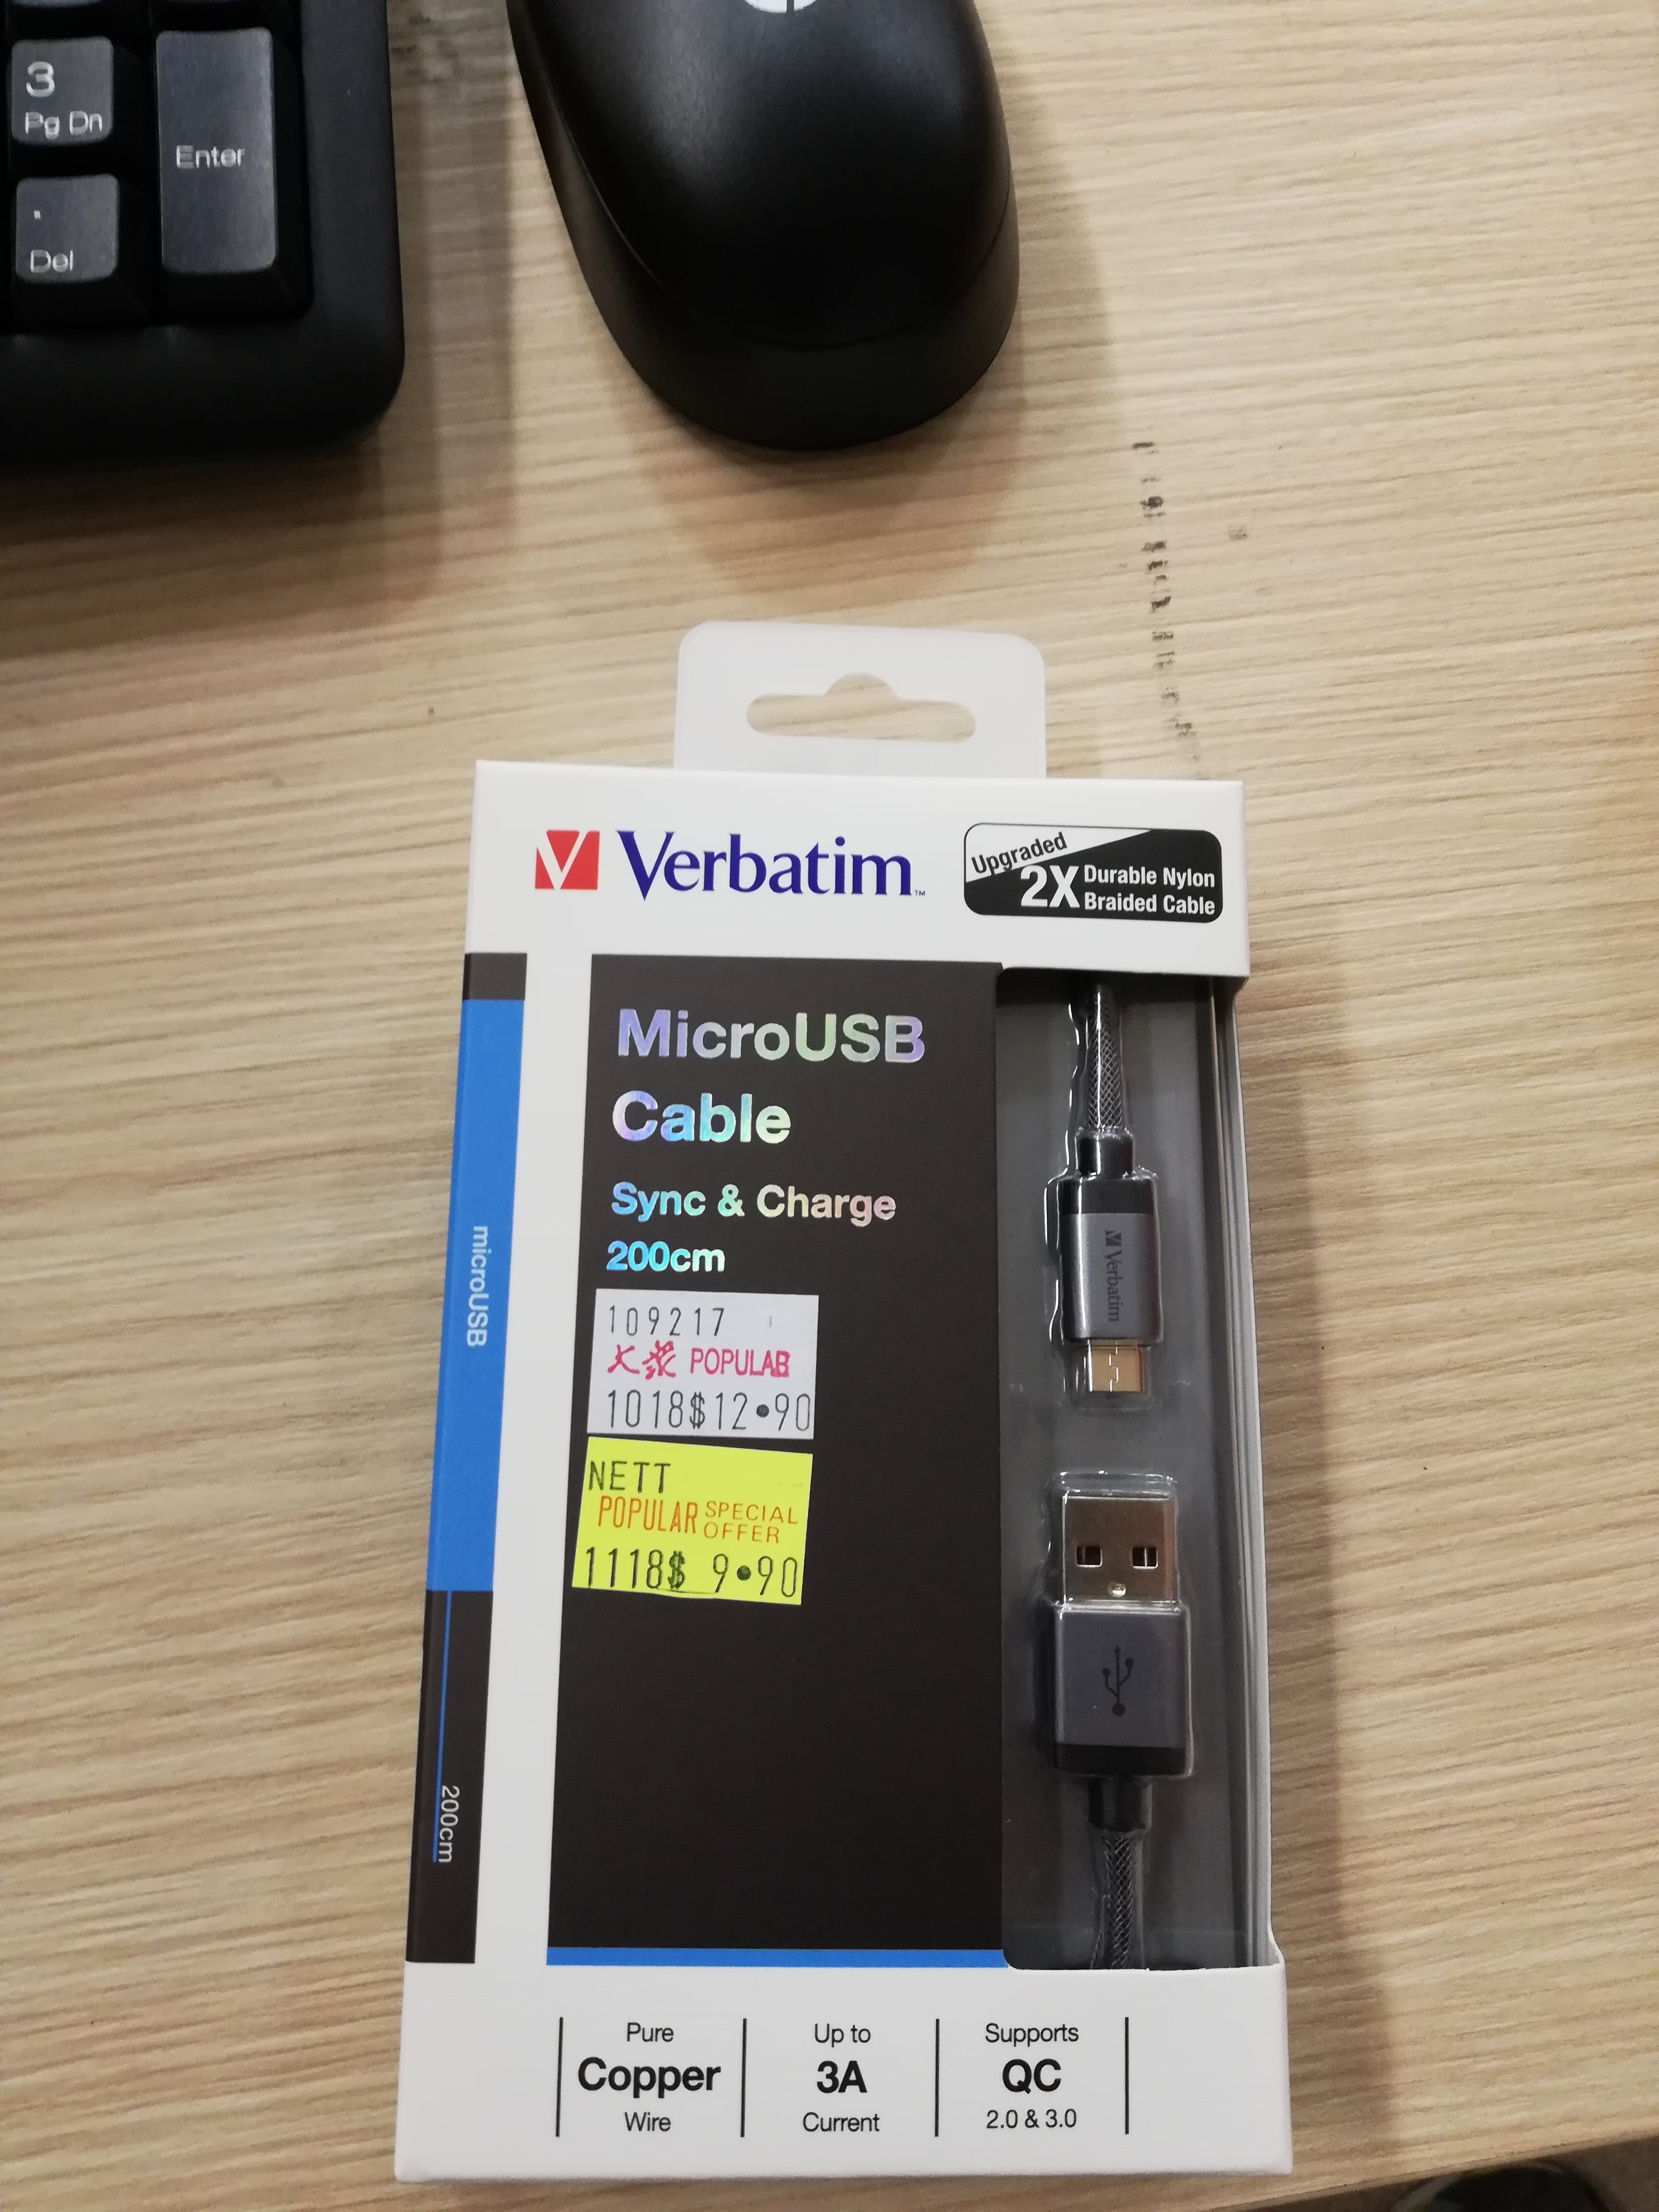 3
Pg Dn
Enter
.
Del
Verbatim™
Upgraded
2X Durable Nylon
Braided Cable
MicroUSB
Cable
Sync & Charge
200cm
109217
大衆 POPULAR
1018$12•90
NETT
POPULAR SPECIAL
OFFER
1118$ 9•90
microUSB
200cm
Verbatim
Pure
Copper
Wire
Up to
3A
Current
Supports
QC
2.0 & 3.0